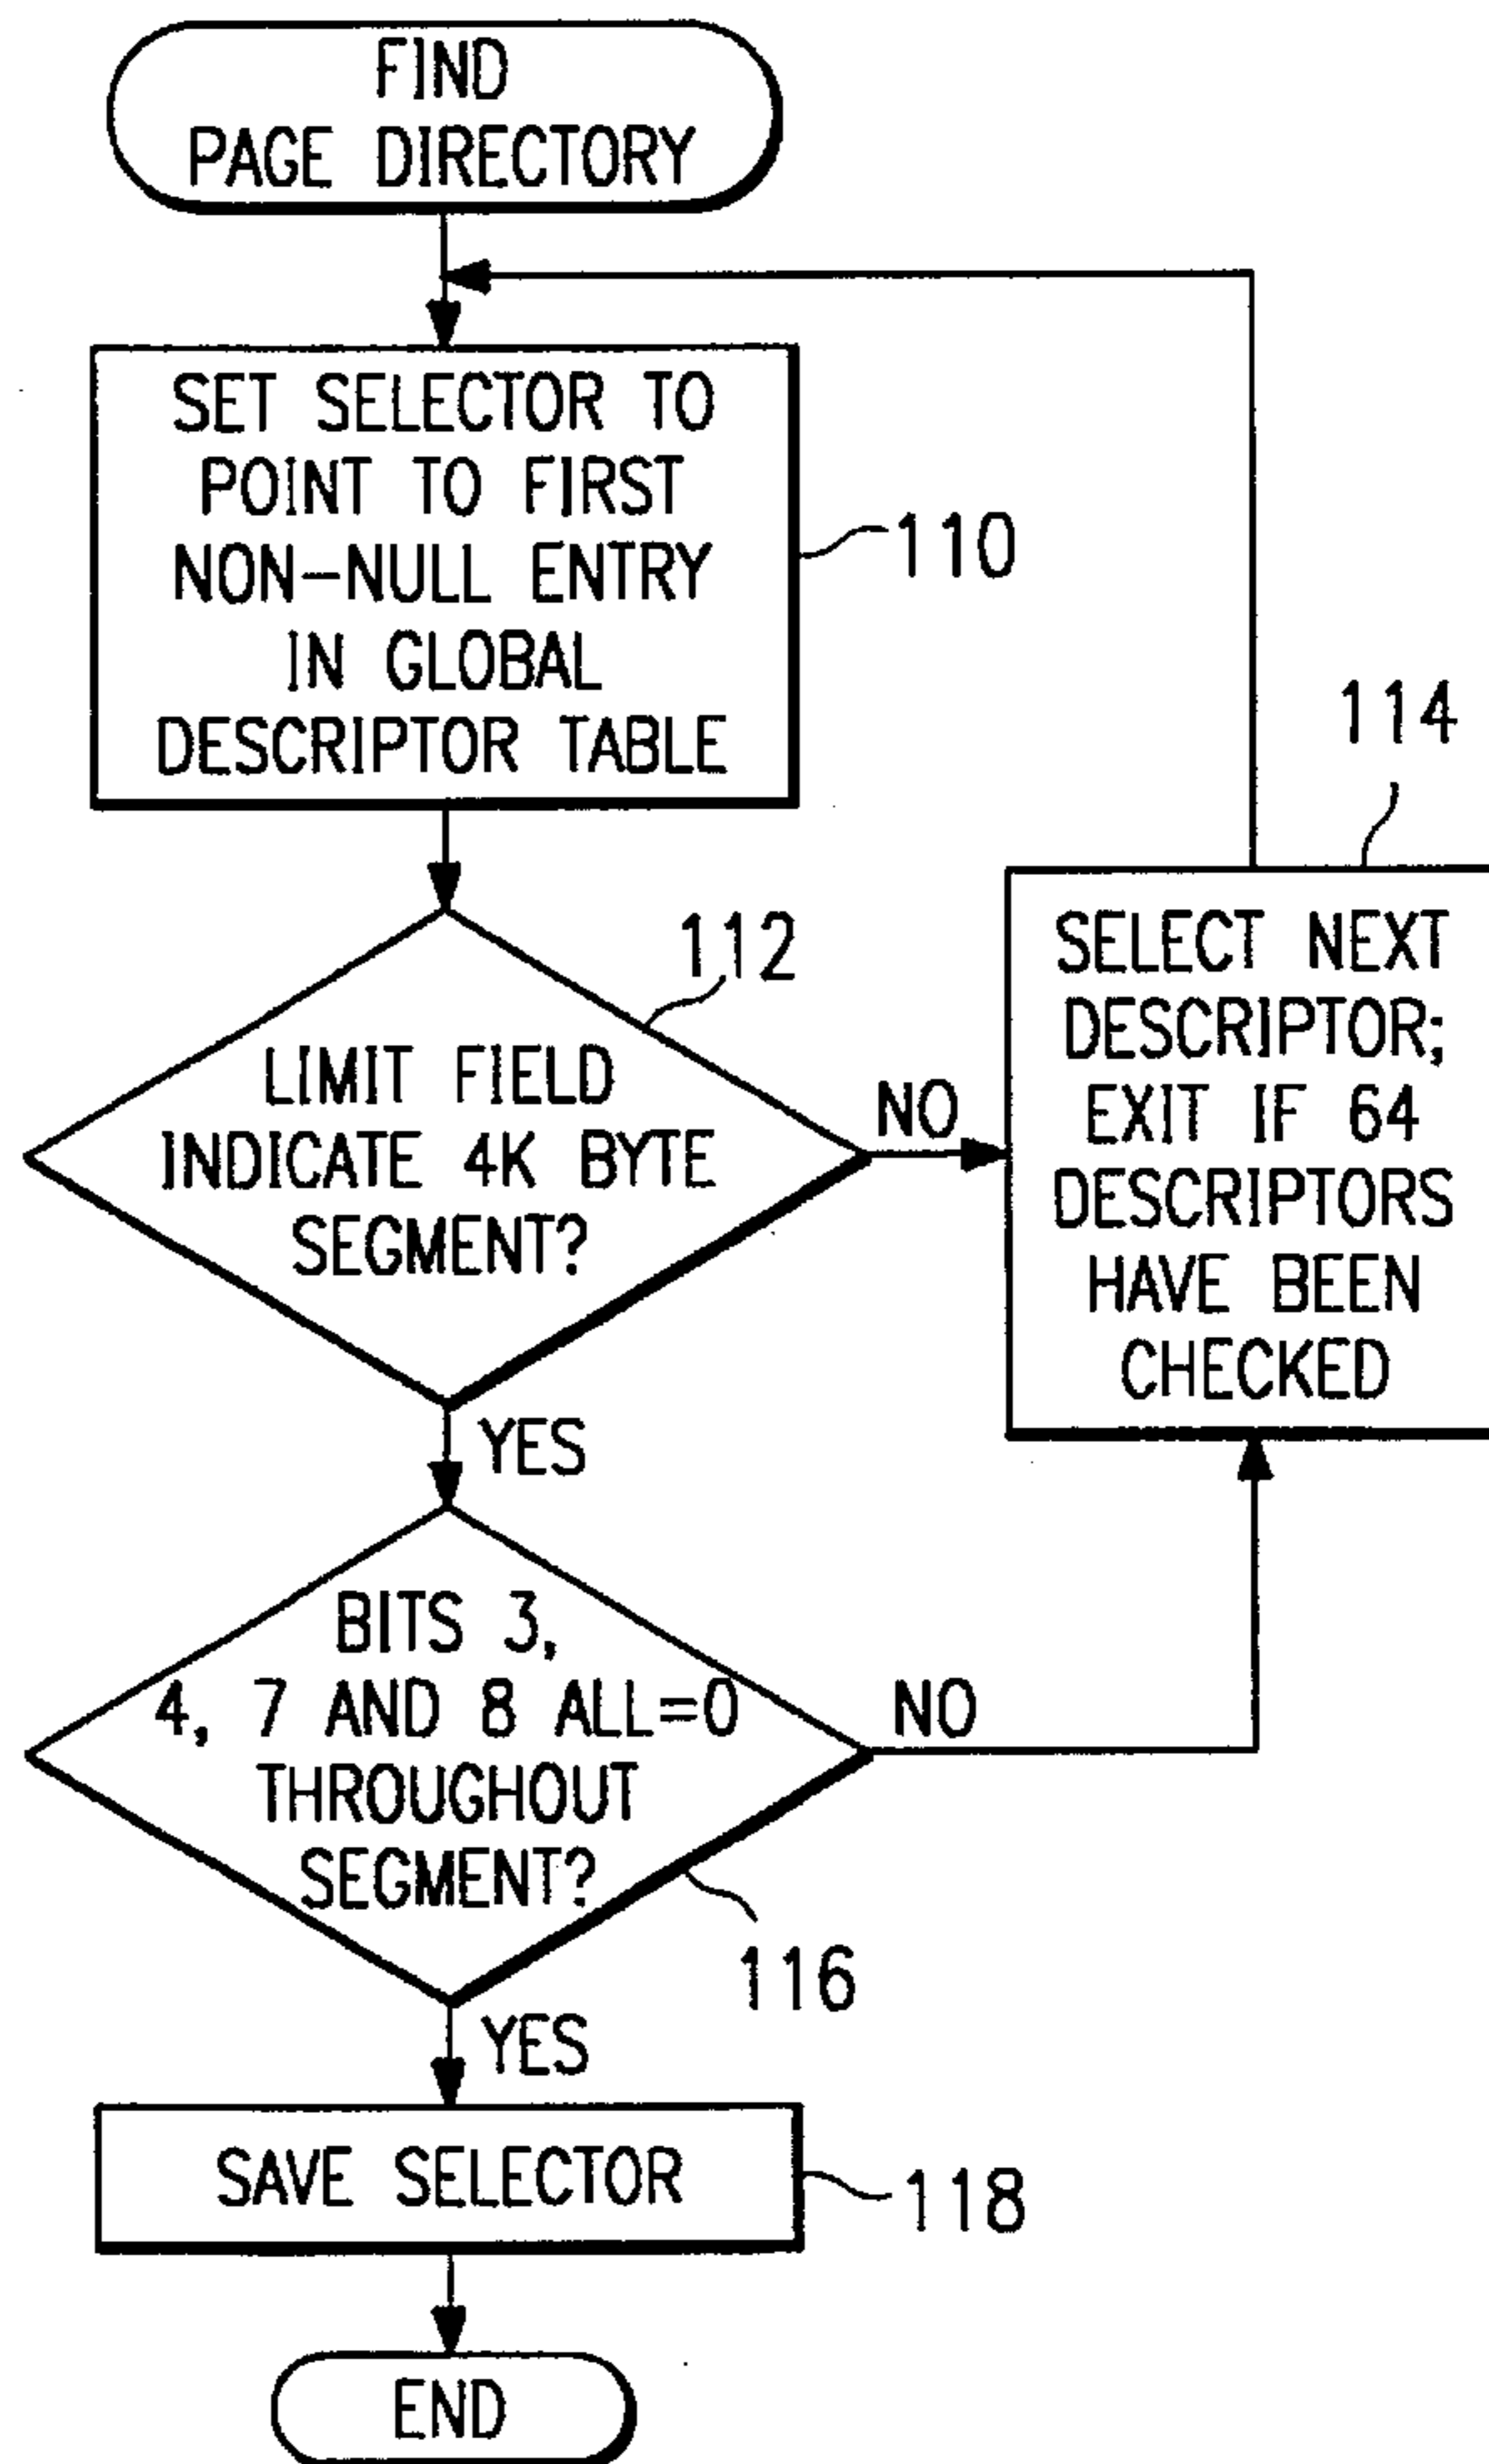 FIND
PAGE DIRECTORY
SET SELECTOR TO
POINT TO FIRST
NON-NULL ENTRY
IN GLOBAL
DESCRIPTOR TABLE
110
LIMIT FIELD
INDICATE 4K BYTE
SEGMENT?
112
NO
YES
114
SELECT NEXT
DESCRIPTOR;
EXIT IF 64
DESCRIPTORS
HAVE BEEN
CHECKED
BITS 3,
4, 7 AND 8 ALL=0
THROUGHOUT
SEGMENT?
NO
116
YES
SAVE SELECTOR
118
END